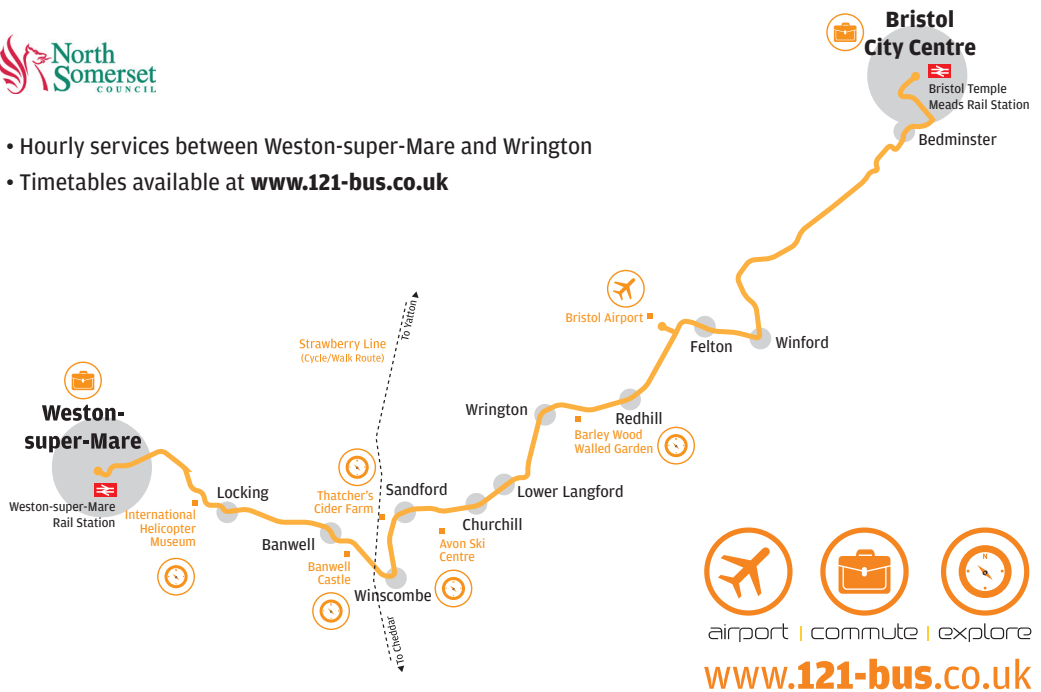 North
Somerset
COUNCIL
• Hourly services between Weston-super-Mare and Wrington
• Timetables available at www.121-bus.co.uk
Bristol
City Centre
Bristol Temple
Meads Rail Station
Bedminster
Winford
Felton
Bristol Airport
To Yatton
Strawberry Line
(Cycle/Walk Route)
Redhill
Barley Wood
Walled Garden
Wrington
Lower Langford
Churchill
Avon Ski
Centre
Sandford
Thatcher's
Cider Farm
Winscombe
To Cheddar
Banwell
Banwell
Castle
Locking
International
Helicopter
Museum
Weston-
super-Mare
Weston-super-Mare
Rail Station
N
airport | commute | explore
www.121-bus.co.uk